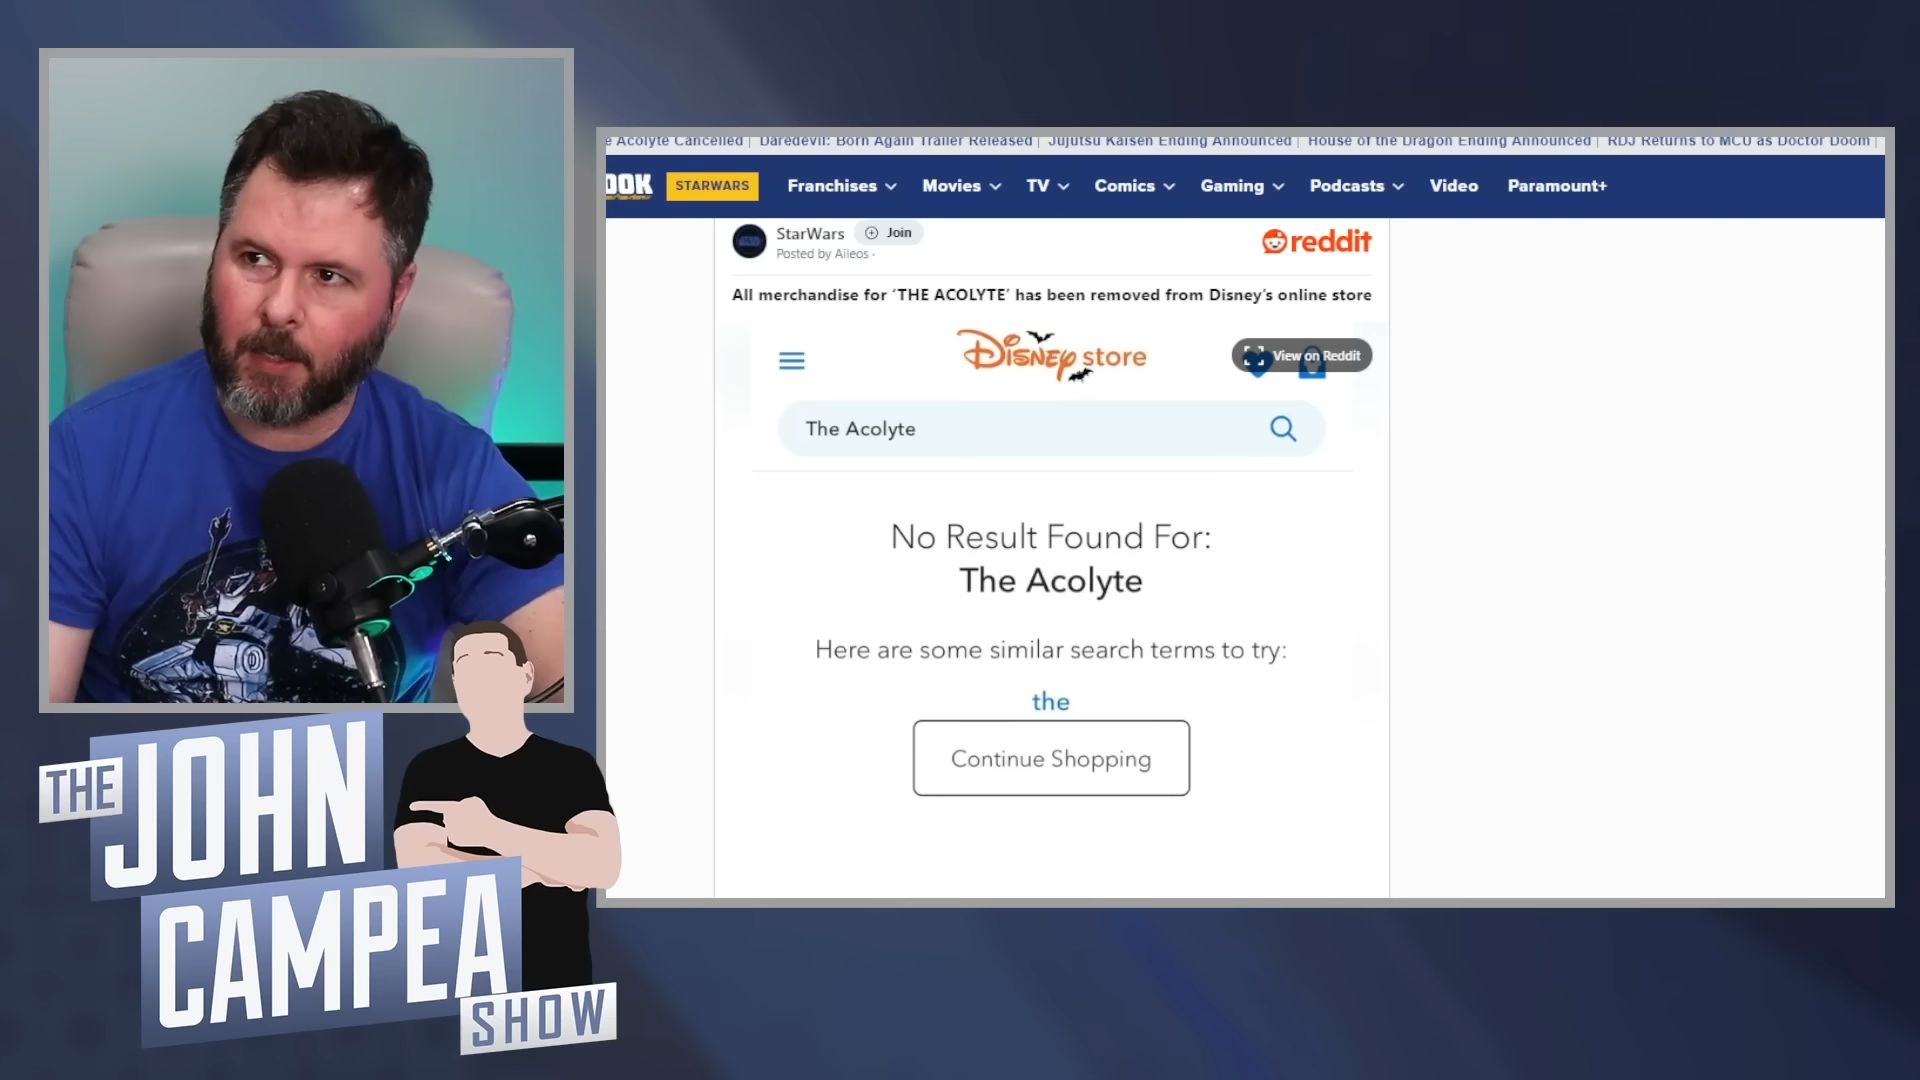 e Acolyte Cancelled | Daredevil: Born Again Trailer Released | Jujutsu Kaisen Ending Announced | House of the Dragon Ending Announced | RDJ Returns to MCU as Doctor Doom |
OOK STARWARS Franchises Movies TV Comics Gaming Podcasts Video Paramount+
StarWars Join
Posted by Aileos ·
reddit
All merchandise for ‘THE ACOLYTE’ has been removed from Disney’s online store
Disney store
View on Reddit
The Acolyte
No Result Found For:
The Acolyte
Here are some similar search terms to try:
the
Continue Shopping
THE
JOHN
CAMPEA
SHOW